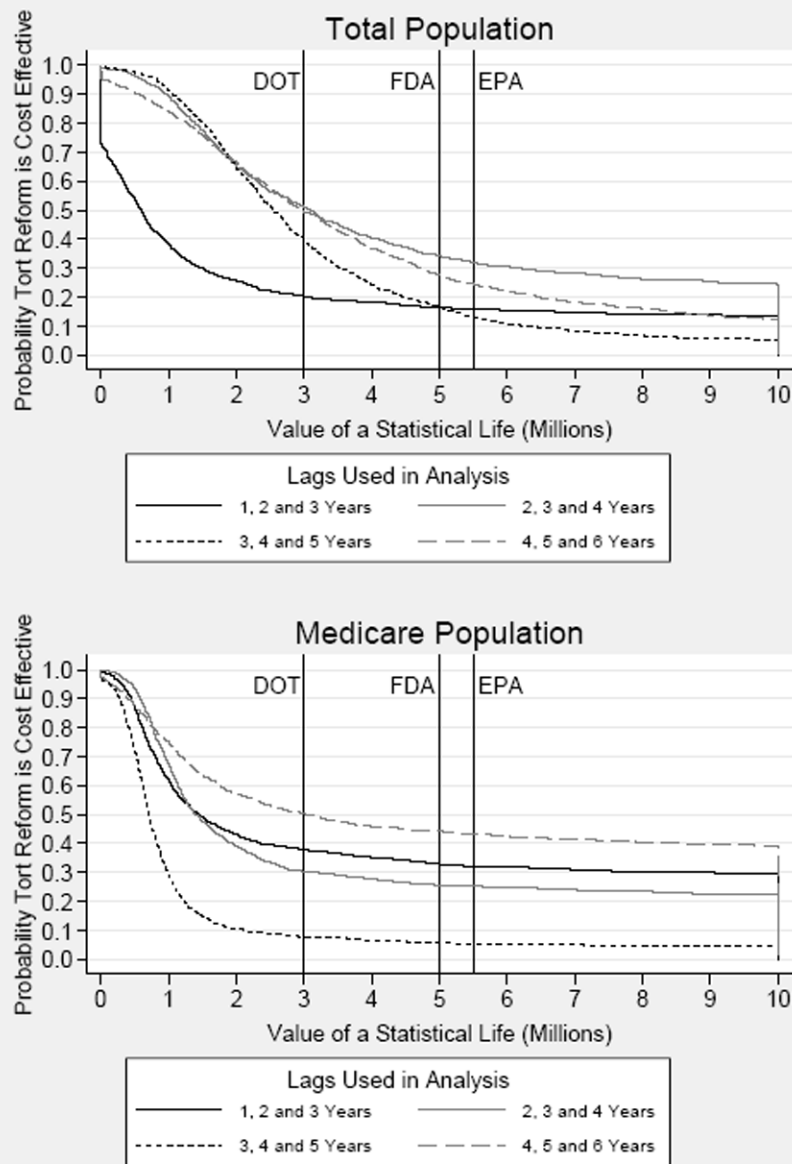 Total Population
Probability Tort Reform is Cost Effective
1.0
0.9
0.8
0.7
0.6
0.5
0.4
0.3
0.2
0.1
0.0
DOT FDA EPA
0 1 2 3 4 5 6 7 8 9 10
Value of a Statistical Life (Millions)
Lags Used in Analysis
1, 2 and 3 Years 2, 3 and 4 Years
3, 4 and 5 Years 4, 5 and 6 Years
Medicare Population
Probability Tort Reform is Cost Effective
1.0
0.9
0.8
0.7
0.6
0.5
0.4
0.3
0.2
0.1
0.0
DOT FDA EPA
0 1 2 3 4 5 6 7 8 9 10
Value of a Statistical Life (Millions)
Lags Used in Analysis
1, 2 and 3 Years 2, 3 and 4 Years
3, 4 and 5 Years 4, 5 and 6 Years